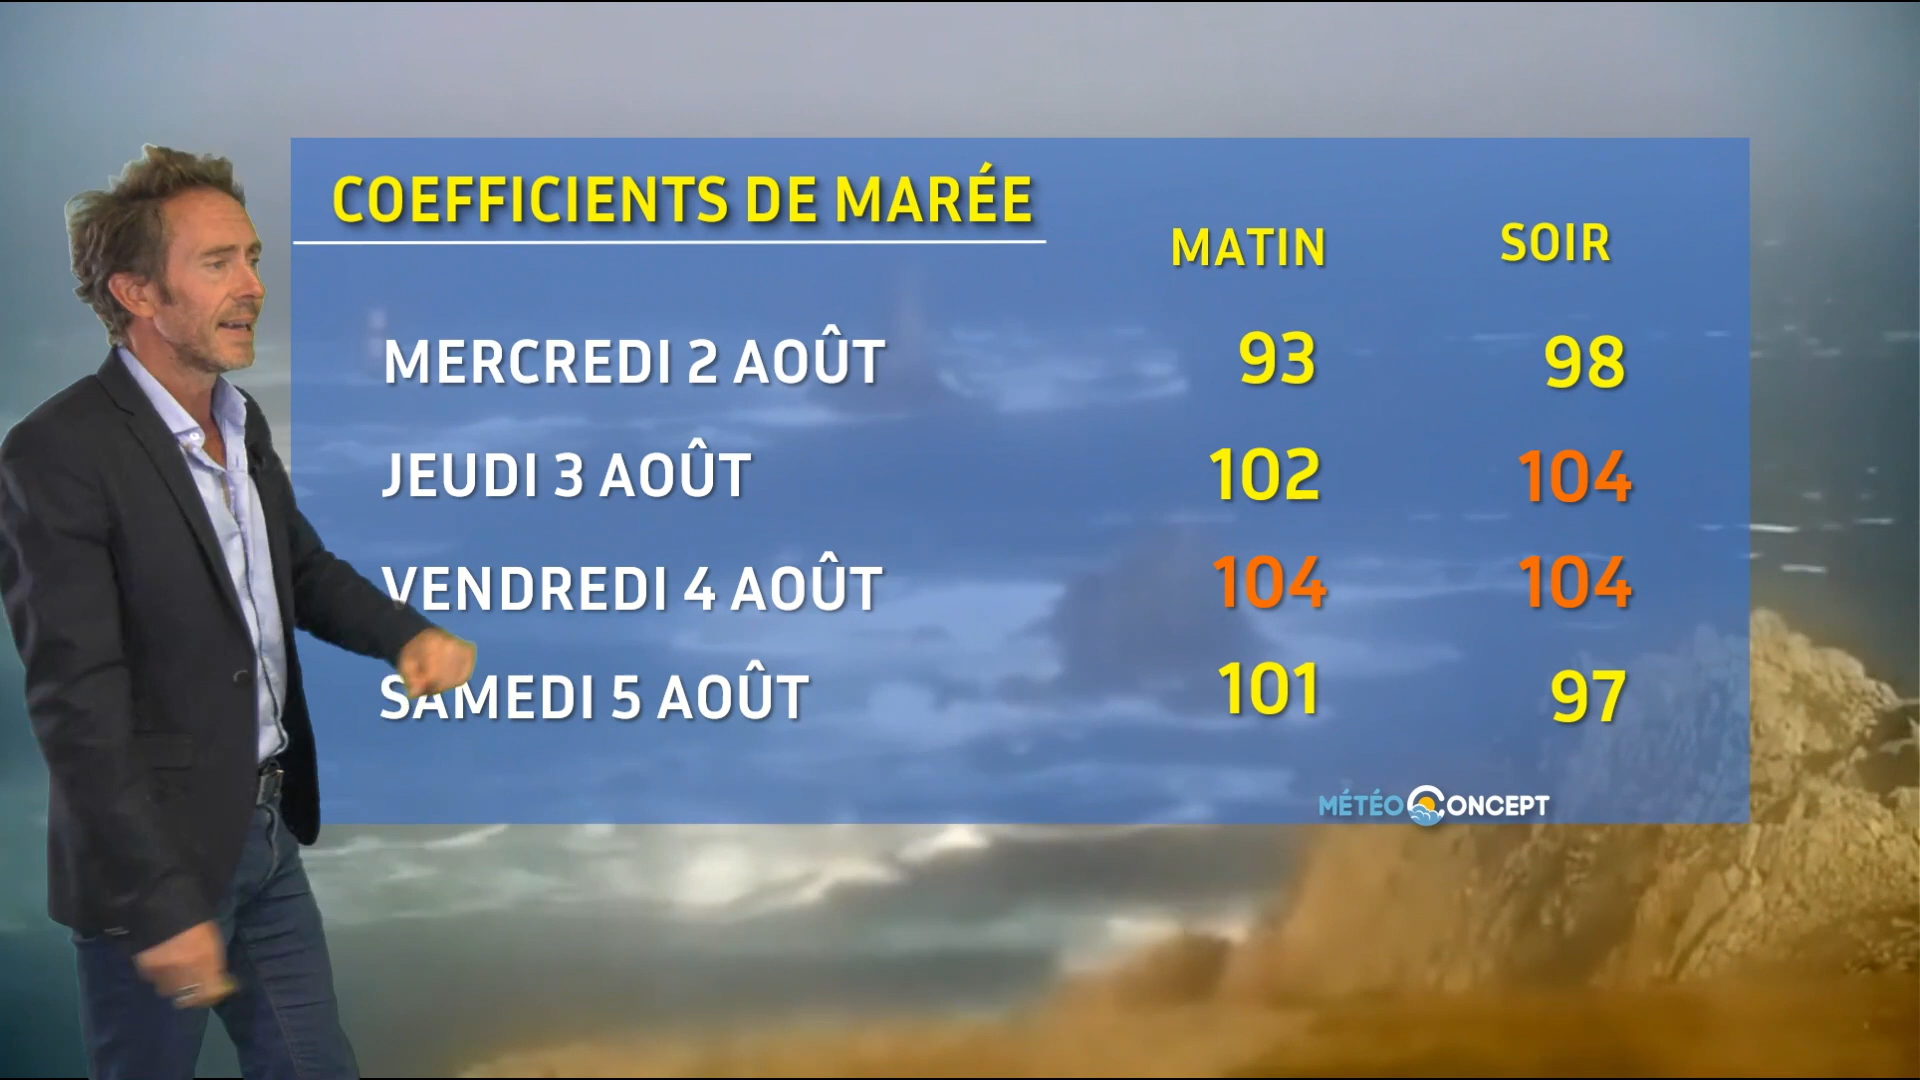 COEFFICIENTS DE MARÉE
MATIN SOIR
MERCREDI 2 AOÛT 93 98
JEUDI 3 AOÛT 102 104
VENDREDI 4 AOÛT 104 104
SAMEDI 5 AOÛT 101 97
MÉTÉO CONCEPT